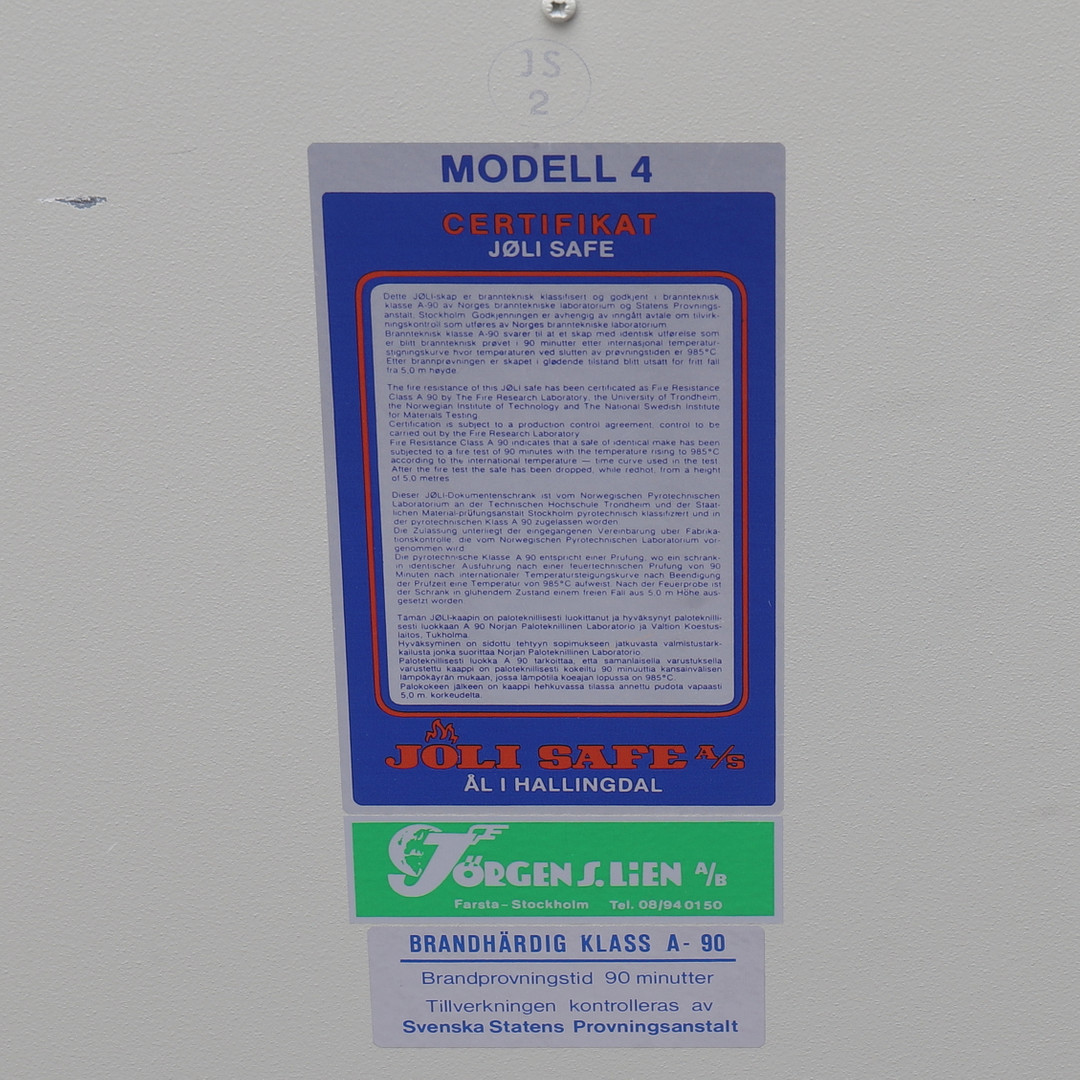 JS
2
MODELL 4
CERTIFIKAT
JØLI SAFE
Dette JØLI-skap er brannteknisk klassifisert og godkjent i brannteknisk
klasse A-90 av Norges branntekniske laboratorium og Statens Provnings-
anstalt, Stockholm. Godkjenningen er avhengig av inngått avtale om tilvirk-
ningskontroll som utføres av Norges branntekniske laboratorium.
Brannteknisk klasse A-90 svarer til at et skap med identisk utførelse som
er blitt brannteknisk prøvet i 90 minutter etter internasjonal temperatur-
stigningskurve hvor temperaturen ved slutten av prøvningstiden er 985°C.
Etter brannprøvningen er skapet i glødende tilstand blitt utsatt for fritt fall
fra 5,0 m høyde.
The fire resistance of this JØLI safe has been certificated as Fire Resistance
Class A 90 by The Fire Research Laboratory, the University of Trondheim,
the Norwegian Institute of Technology and The National Swedish Institute
for Materials Testing.
Certification is subject to a production control agreement, control to be
carried out by the Fire Research Laboratory.
Fire Resistance Class A 90 indicates that a safe of identical make has been
subjected to a fire test of 90 minutes with the temperature rising to 985°C
according to the international temperature — time curve used in the test.
After the fire test the safe has been dropped, while redhot, from a height
of 5.0 metres.
Dieser JØLI-Dokumentenschrank ist vom Norwegischen Pyrotechnischen
Laboratorium an der Technischen Hochschule Trondheim und der Staat-
lichen Material-prüfungsanstalt Stockholm pyrotechnisch klassifiziert und in
der pyrotechnischen Klass A 90 zugelassen worden.
Die Zulassung unterliegt der eingegangenen Vereinbarung über Fabrika-
tionskontrolle, die vom Norwegischen Pyrotechnischen Laboratorium vor-
genommen wird.
Die pyrotechnische Klasse A 90 entspricht einer Prüfung, wo ein schrank-
in identischer Ausführung nach einer feuertechnischen Prüfung von 90
Minuten nach internationaler Temperatursteigungskurve nach Beendigung
der Prüfzeit eine Temperatur von 985°C aufweist. Nach der Feuerprobe ist
der Schrank in glühendem Zustand einem freien Fall aus 5,0 m Höhe aus-
gesetzt worden.
Tämän JØLI-kaapin on paloteknillisesti luokittanut ja hyväksynyt paloteknilli-
sesti luokkaan A 90 Norjan Paloteknillinen Laboratorio ja Valtion Koestus-
laitos, Tukholma.
Hyväksyminen on sidottu tehtyyn sopimukseen jatkuvasta valmistustark-
kailusta jonka suorittaa Norjan Paloteknillinen Laboratorio.
Paloteknillisesti luokka A 90 tarkoittaa, että samanlaisella varustuksella
varustettu kaappi on paloteknillisesti kokeiltu 90 minuuttia kansainvälisen
lämpökäyrän mukaan, jossa lämpötila koeajan lopussa on 985°C.
Palokokeen jälkeen on kaappi hehkuvassa tilassa annettu pudota vapaasti
5,0 m. korkeudelta.
JØLI SAFE A/S
ÅL I HALLINGDAL
JÖRGEN S. LiEN A/B
Farsta-Stockholm Tel. 08/940150
BRANDHÄRDIG KLASS A- 90
Brandprovningstid 90 minutter
Tillverkningen kontrolleras av
Svenska Statens Provningsanstalt